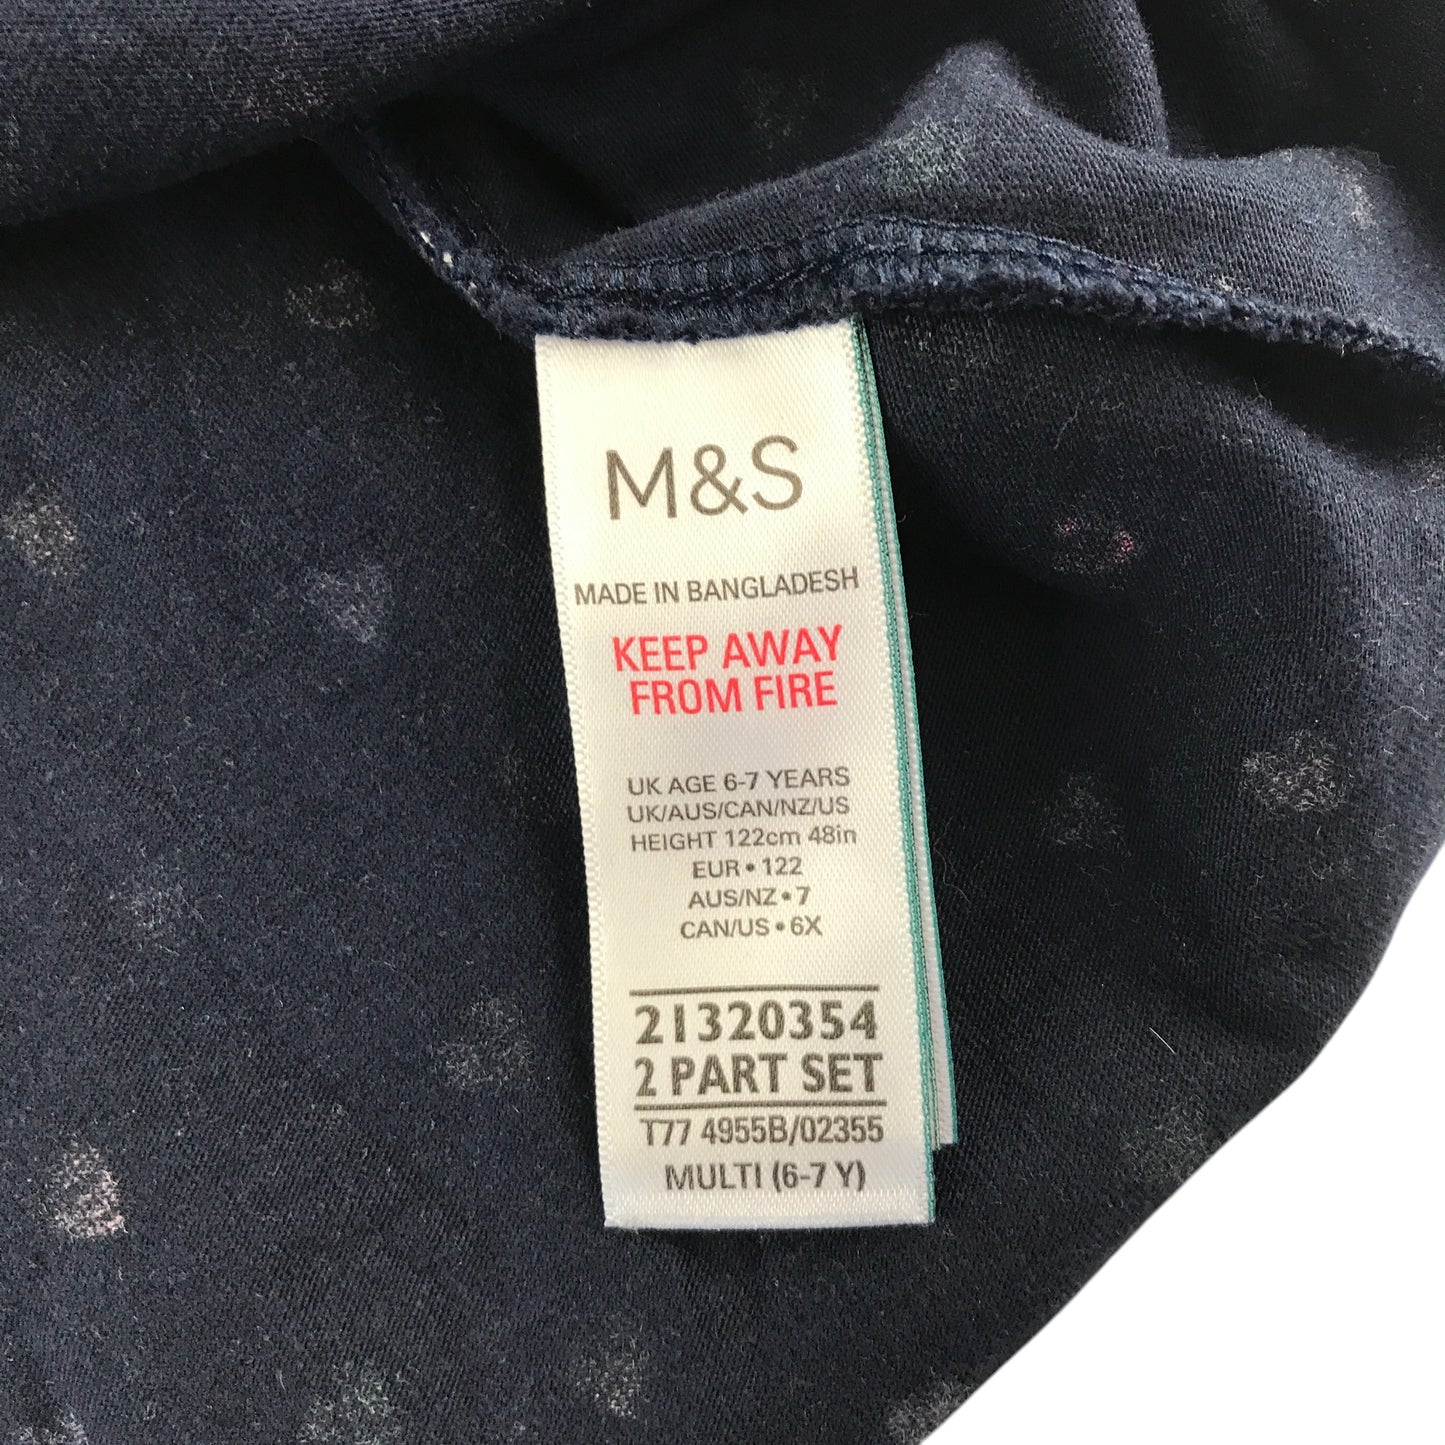 M&S
MADE IN BANGLADESH
KEEP AWAY
FROM FIRE
UK AGE 6-7 YEARS
UK/AUS/CAN/NZ/US
HEIGHT 122cm 48in
EUR • 122
AUS/NZ • 7
CAN/US • 6X
21320354
2 PART SET
T77 4955B/02355
MULTI (6-7 Y)